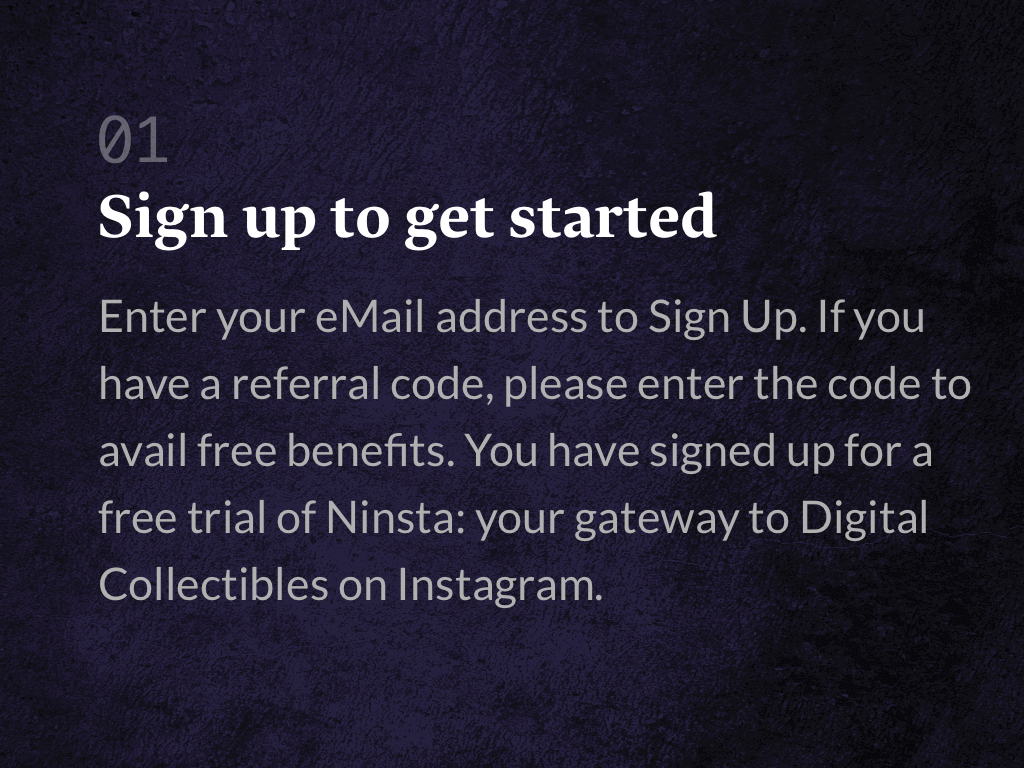 01
Sign up to get started
Enter your eMail address to Sign Up. If you
have a referral code, please enter the code to
avail free benefits. You have signed up for a
free trial of Ninsta: your gateway to Digital
Collectibles on Instagram.